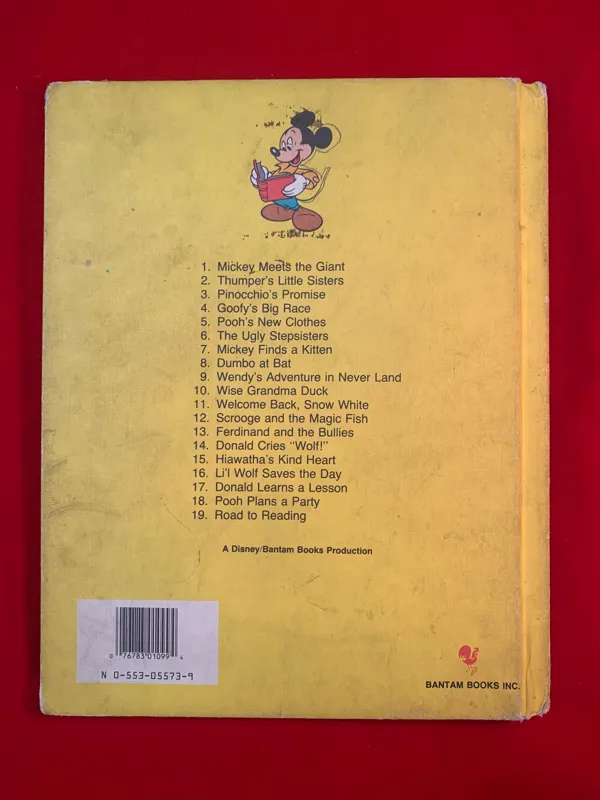 1. Mickey Meets the Giant
2. Thumper's Little Sisters
3. Pinocchio's Promise
4. Goofy's Big Race
5. Pooh's New Clothes
6. The Ugly Stepsisters
7. Mickey Finds a Kitten
8. Dumbo at Bat
9. Wendy's Adventure in Never Land
10. Wise Grandma Duck
11. Welcome Back, Snow White
12. Scrooge and the Magic Fish
13. Ferdinand and the Bullies
14. Donald Cries "Wolf!"
15. Hiawatha's Kind Heart
16. Li'l Wolf Saves the Day
17. Donald Learns a Lesson
18. Pooh Plans a Party
19. Road to Reading
A Disney/Bantam Books Production
0 76783 01099 4
N 0-553-05573-9
BANTAM BOOKS INC.